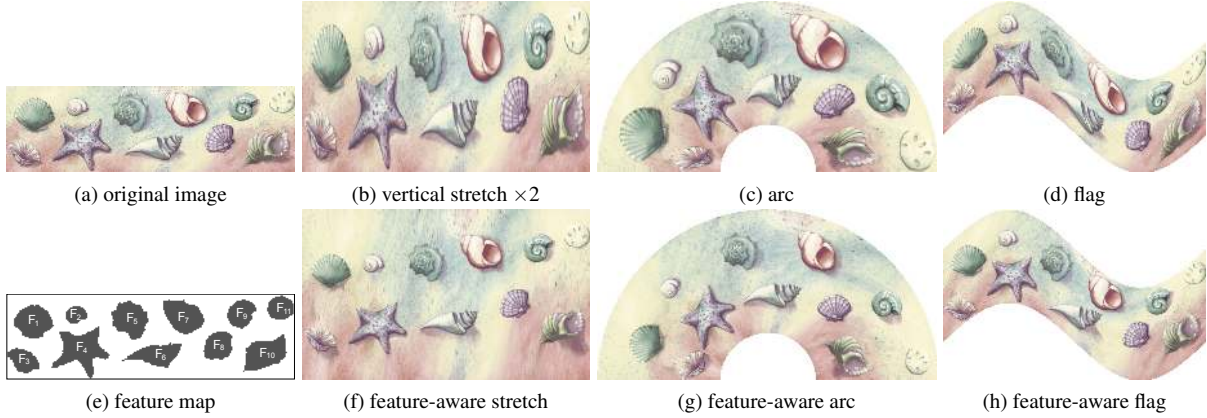 (a) original image
(b) vertical stretch ×2
(c) arc
(d) flag
F1
F2
F3
F4
F5
F6
F7
F8
F9
F10
F11
(e) feature map
(f) feature-aware stretch
(g) feature-aware arc
(h) feature-aware flag